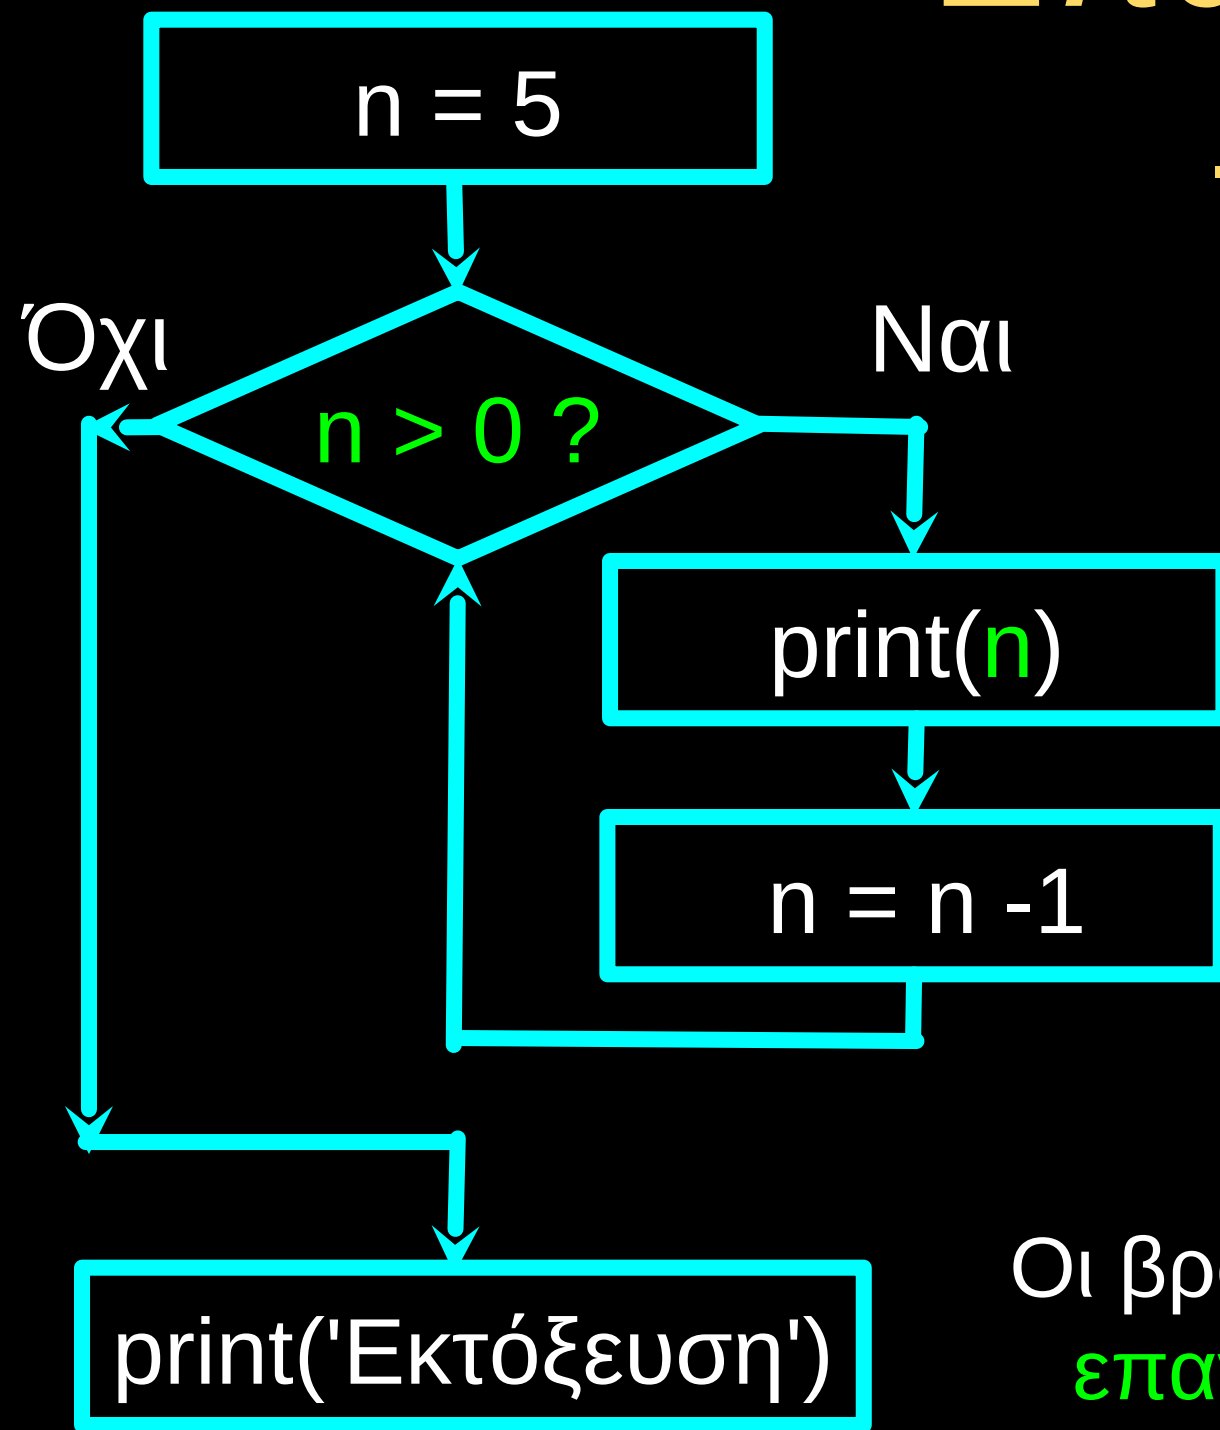 n = 5
Όχι
Ναι
n > 0 ?
print(n)
n = n -1
print('Εκτόξευση')
Οι